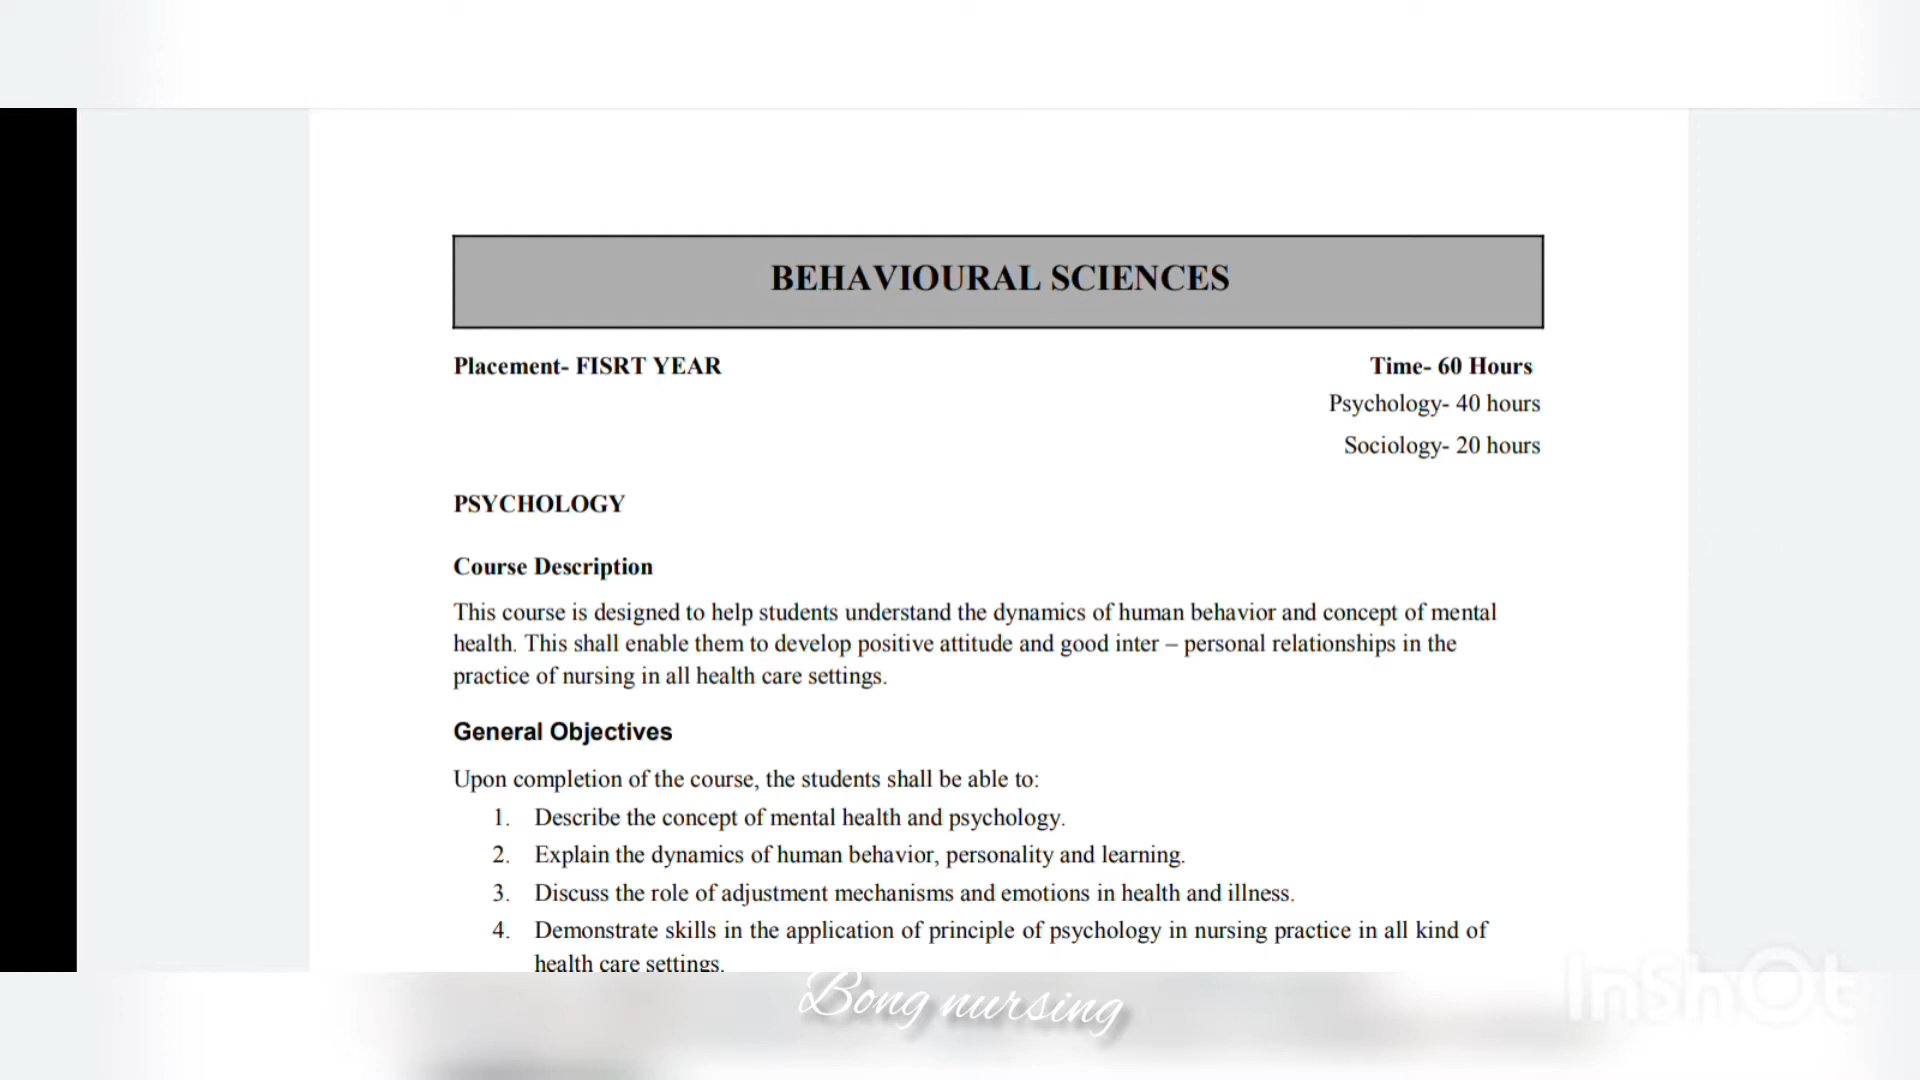 BEHAVIOURAL SCIENCES
Placement- FISRT YEAR Time- 60 Hours
Psychology- 40 hours
Sociology- 20 hours
PSYCHOLOGY
Course Description
This course is designed to help students understand the dynamics of human behavior and concept of mental
health. This shall enable them to develop positive attitude and good inter – personal relationships in the
practice of nursing in all health care settings.
General Objectives
Upon completion of the course, the students shall be able to:
1. Describe the concept of mental health and psychology.
2. Explain the dynamics of human behavior, personality and learning.
3. Discuss the role of adjustment mechanisms and emotions in health and illness.
4. Demonstrate skills in the application of principle of psychology in nursing practice in all kind of
health care settings.
Bong nursing
InShOt